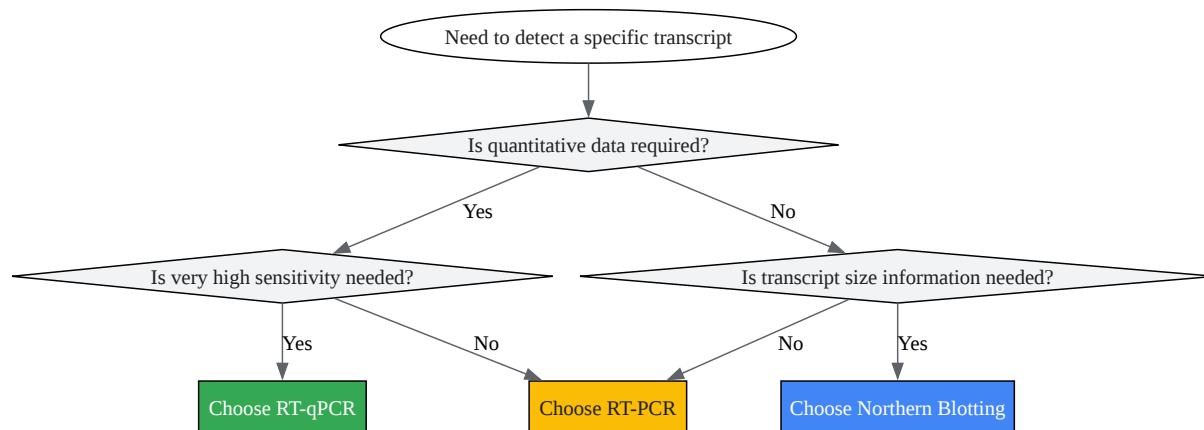 Need to detect a specific transcript
Is quantitative data required?
Yes
No
Is very high sensitivity needed?
Is transcript size information needed?
Yes
No
No
Yes
Choose RT-qPCR
Choose RT-PCR
Choose Northern Blotting